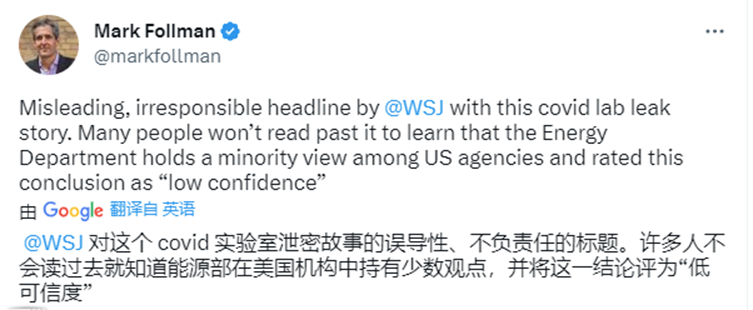 Mark Follman
@markfollman
Misleading, irresponsible headline by @WSJ with this covid lab leak
story. Many people won’t read past it to learn that the Energy
Department holds a minority view among US agencies and rated this
conclusion as “low confidence”
由 Google 翻译自 英语
@WSJ 对这个 covid 实验室泄密故事的误导性、不负责任的标题。许多人不
会读过去就知道能源部在美国机构中持有少数观点，并将这一结论评为“低
可信度”